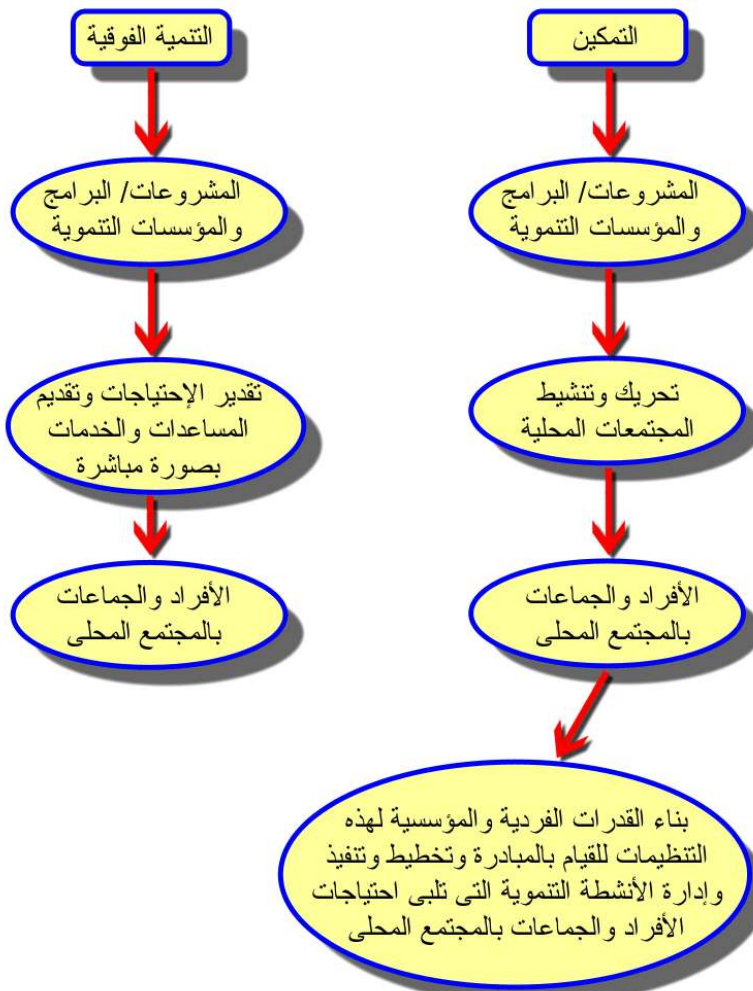 التمكين
المشروعات/ البرامج
والمؤسسات التنموية
تحريك وتنشيط
المجتمعات المحلية
الأفراد والجماعات
بالمجتمع المحلى
بناء القدرات الفردية والمؤسسية لهذه
التنظيمات للقيام بالمبادرة وتخطيط وتنفيذ
وإدارة الأنشطة التنموية التى تلبى احتياجات
الأفراد والجماعات بالمجتمع المحلى
التنمية الفوقية
المشروعات/ البرامج
والمؤسسات التنموية
تقدير الإحتياجات وتقديم
المساعدات والخدمات
بصورة مباشرة
الأفراد والجماعات
بالمجتمع المحلى